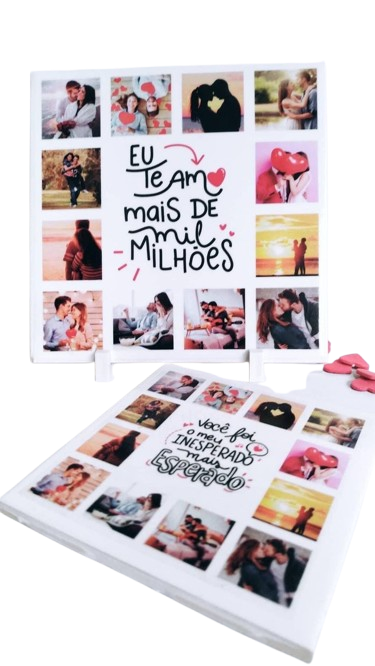 EU
Te Amo
mais DE
mil
MILHÕES
você foi
o meu
INESPERADO
mais
Esperado